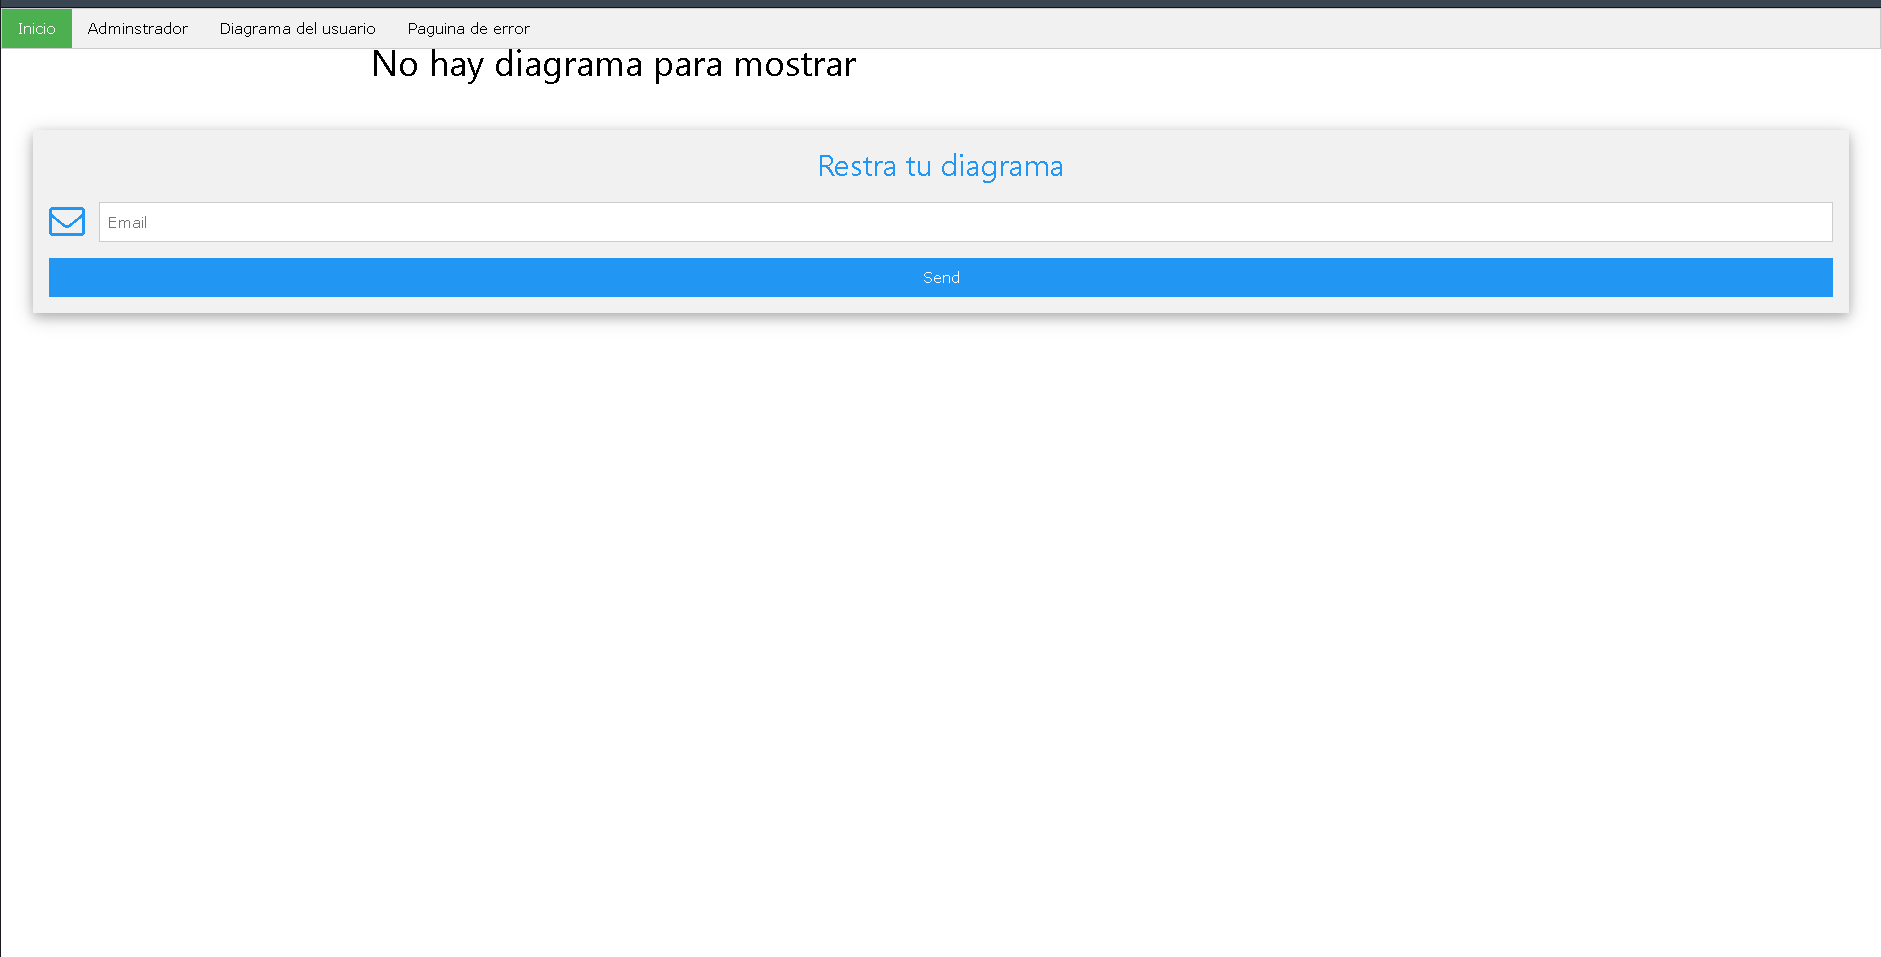 Inicio Adminstrador Diagrama del usuario Paguina de error
No hay diagrama para mostrar
Restra tu diagrama
Email
Send